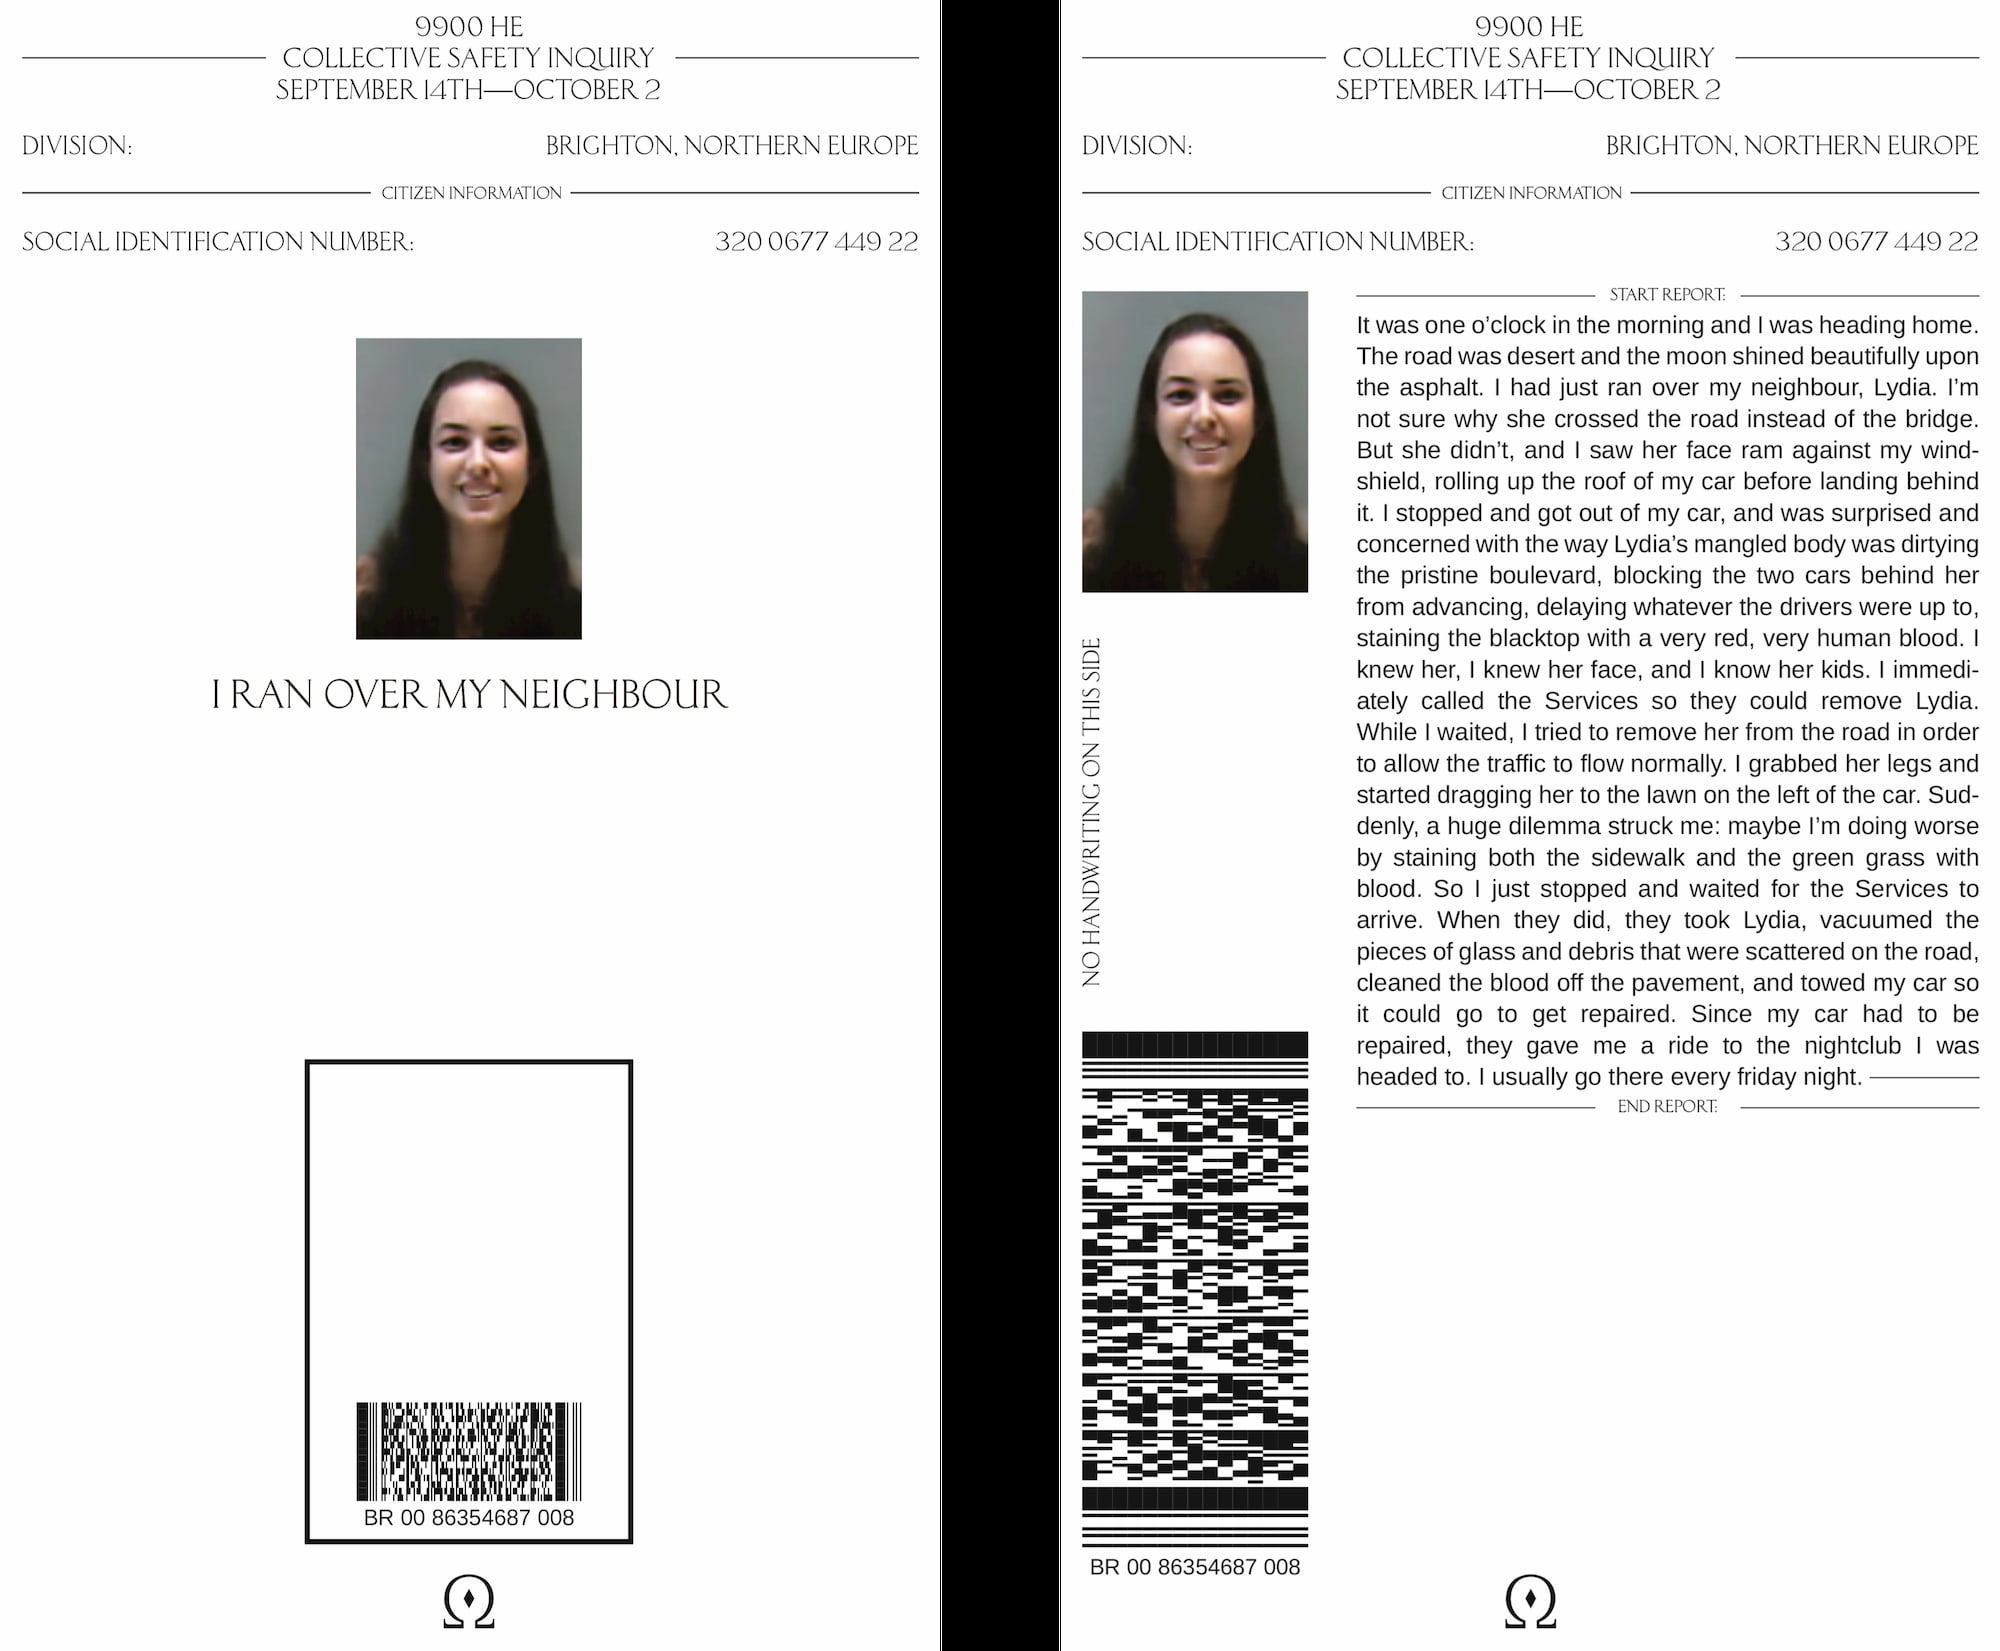 9900 HE
COLLECTIVE SAFETY INQUIRY
SEPTEMBER 14TH—OCTOBER 2
DIVISION: BRIGHTON, NORTHERN EUROPE
CITIZEN INFORMATION
SOCIAL IDENTIFICATION NUMBER: 320 0677 449 22
I RAN OVER MY NEIGHBOUR
BR 00 86354687 008
Ω
9900 HE
COLLECTIVE SAFETY INQUIRY
SEPTEMBER 14TH—OCTOBER 2
DIVISION: BRIGHTON, NORTHERN EUROPE
CITIZEN INFORMATION
SOCIAL IDENTIFICATION NUMBER: 320 0677 449 22
START REPORT:
It was one o’clock in the morning and I was heading home.
The road was desert and the moon shined beautifully upon
the asphalt. I had just ran over my neighbour, Lydia. I’m
not sure why she crossed the road instead of the bridge.
But she didn’t, and I saw her face ram against my wind-
shield, rolling up the roof of my car before landing behind
it. I stopped and got out of my car, and was surprised and
concerned with the way Lydia’s mangled body was dirtying
the pristine boulevard, blocking the two cars behind her
from advancing, delaying whatever the drivers were up to,
staining the blacktop with a very red, very human blood. I
knew her, I knew her face, and I know her kids. I immedi-
ately called the Services so they could remove Lydia.
While I waited, I tried to remove her from the road in order
to allow the traffic to flow normally. I grabbed her legs and
started dragging her to the lawn on the left of the car. Sud-
denly, a huge dilemma struck me: maybe I’m doing worse
by staining both the sidewalk and the green grass with
blood. So I just stopped and waited for the Services to
arrive. When they did, they took Lydia, vacuumed the
pieces of glass and debris that were scattered on the road,
cleaned the blood off the pavement, and towed my car so
it could go to get repaired. Since my car had to be
repaired, they gave me a ride to the nightclub I was
headed to. I usually go there every friday night.
END REPORT:
NO HANDWRITING ON THIS SIDE
BR 00 86354687 008
Ω